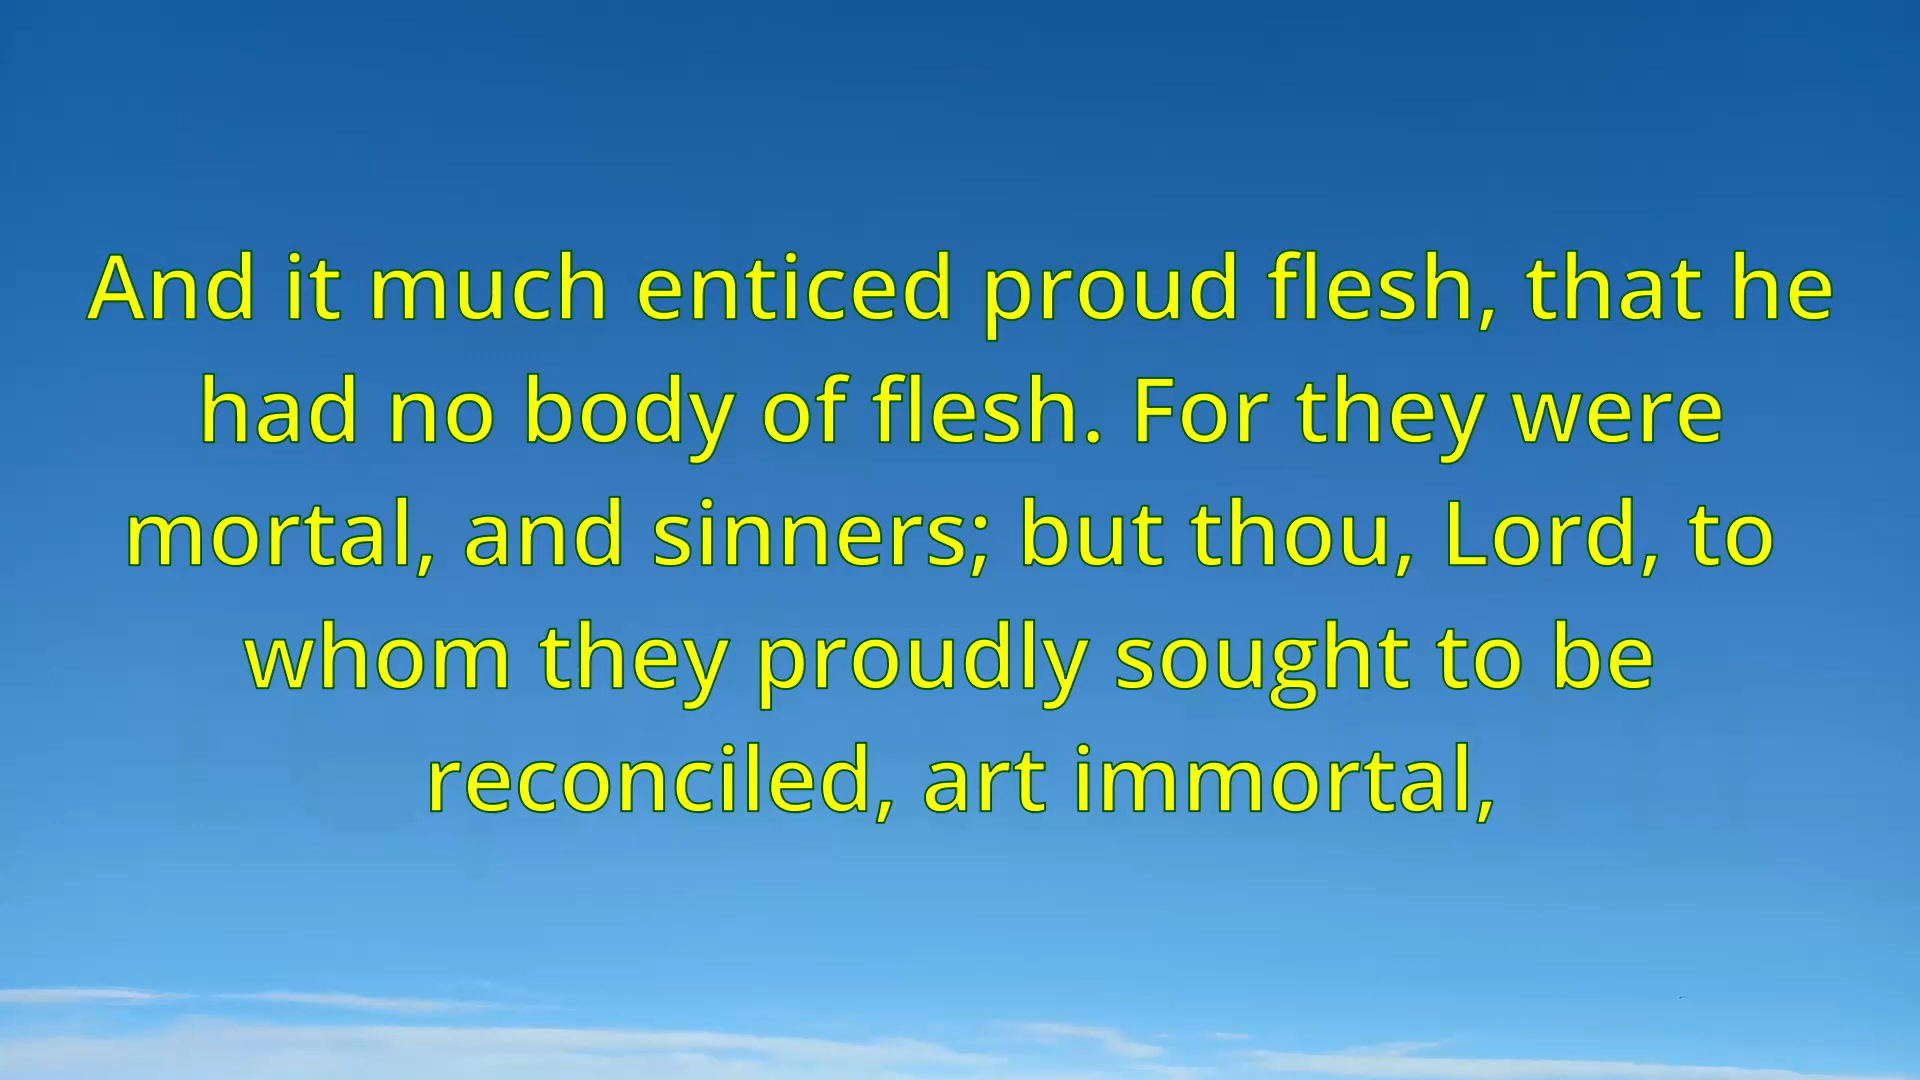 And it much enticed proud flesh, that he
had no body of flesh. For they were
mortal, and sinners; but thou, Lord, to
whom they proudly sought to be
reconciled, art immortal,